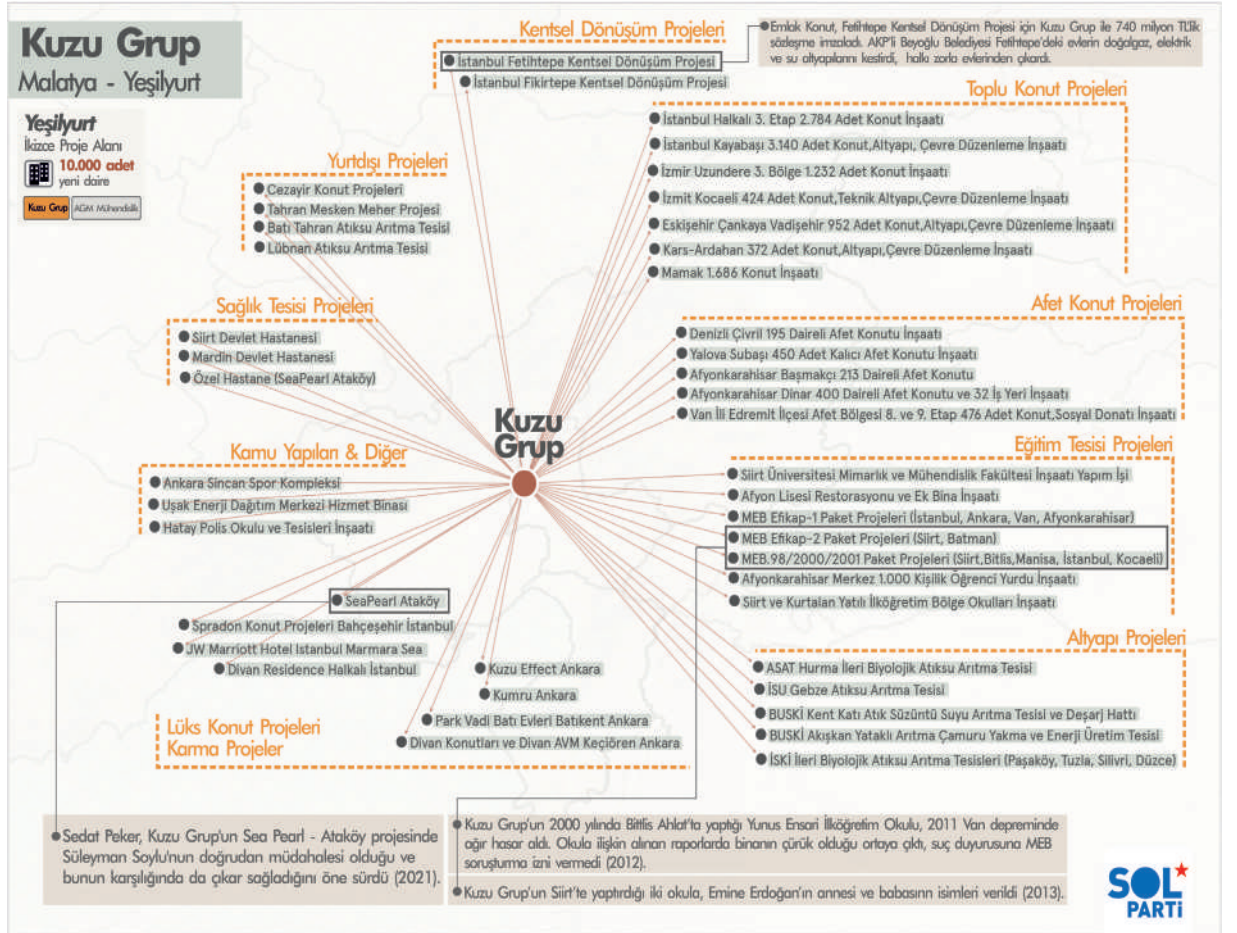 Kuzu Grup
Malatya - Yeşilyurt
Yeşilyurt
İkizce Proje Alanı
10.000 adet
yeni daire
Kuzu Grup
AGM Mühendislik
Kentsel Dönüşüm Projeleri
İstanbul Fetihtepe Kentsel Dönüşüm Projesi
İstanbul Fikirtepe Kentsel Dönüşüm Projesi
Emlak Konut, Fetihtepe Kentsel Dönüşüm Projesi için Kuzu Grup ile 740 milyon TL'lik
sözleşme imzaladı. AKP'li Beyoğlu Belediyesi Fetihtepe'deki evlerin doğalgaz, elektrik
ve su altyapılarını kestirdi, halkı zorla evlerinden çıkardı.
Toplu Konut Projeleri
İstanbul Halkalı 3. Etap 2.784 Adet Konut İnşaatı
İstanbul Kayabaşı 3.140 Adet Konut,Altyapı, Çevre Düzenleme İnşaatı
İzmir Uzundere 3. Bölge 1.232 Adet Konut İnşaatı
İzmit Kocaeli 424 Adet Konut,Teknik Altyapı,Çevre Düzenleme İnşaatı
Eskişehir Çankaya Vadişehir 952 Adet Konut,Altyapı,Çevre Düzenleme İnşaatı
Kars-Ardahan 372 Adet Konut,Altyapı,Çevre Düzenleme İnşaatı
Mamak 1.686 Konut İnşaatı
Yurtdışı Projeleri
Cezayir Konut Projeleri
Tahran Mesken Meher Projesi
Batı Tahran Atıksu Arıtma Tesisi
Lübnan Atıksu Arıtma Tesisi
Sağlık Tesisi Projeleri
Siirt Devlet Hastanesi
Mardin Devlet Hastanesi
Özel Hastane (SeaPearl Ataköy)
Afet Konut Projeleri
Denizli Çivril 195 Daireli Afet Konutu İnşaatı
Yalova Subaşı 450 Adet Kalıcı Afet Konutu İnşaatı
Afyonkarahisar Başmakçı 213 Daireli Afet Konutu
Afyonkarahisar Dinar 400 Daireli Afet Konutu ve 32 İş Yeri İnşaatı
Van İli Edremit İlçesi Afet Bölgesi 8. ve 9. Etap 476 Adet Konut,Sosyal Donatı İnşaatı
Kuzu
Grup
Kamu Yapıları & Diğer
Ankara Sincan Spor Kompleksi
Uşak Enerji Dağıtım Merkezi Hizmet Binası
Hatay Polis Okulu ve Tesisleri İnşaatı
Eğitim Tesisi Projeleri
Siirt Üniversitesi Mimarlık ve Mühendislik Fakültesi İnşaatı Yapım İşi
Afyon Lisesi Restorasyonu ve Ek Bina İnşaatı
MEB Efikap-1 Paket Projeleri (İstanbul, Ankara, Van, Afyonkarahisar)
MEB Efikap-2 Paket Projeleri (Siirt, Batman)
MEB.98/2000/2001 Paket Projeleri (Siirt,Bitlis,Manisa, İstanbul, Kocaeli)
Afyonkarahisar Merkez 1.000 Kişilik Öğrenci Yurdu İnşaatı
Siirt ve Kurtalan Yatılı İlköğretim Bölge Okulları İnşaatı
SeaPearl Ataköy
Spradon Konut Projeleri Bahçeşehir İstanbul
JW Marriott Hotel Istanbul Marmara Sea
Divan Residence Halkalı İstanbul
Kuzu Effect Ankara
Kumru Ankara
Park Vadi Batı Evleri Batıkent Ankara
Divan Konutları ve Divan AVM Keçiören Ankara
Lüks Konut Projeleri
Karma Projeler
Altyapı Projeleri
ASAT Hurma İleri Biyolojik Atıksu Arıtma Tesisi
İSU Gebze Atıksu Arıtma Tesisi
BUSKİ Kent Katı Atık Süzüntü Suyu Arıtma Tesisi ve Deşarj Hattı
BUSKİ Akışkan Yataklı Arıtma Çamuru Yakma ve Enerji Üretim Tesisi
İSKİ İleri Biyolojik Atıksu Arıtma Tesisleri (Paşaköy, Tuzla, Silivri, Düzce)
Sedat Peker, Kuzu Grup'un Sea Pearl - Ataköy projesinde
Süleyman Soylu'nun doğrudan müdahalesi olduğu ve
bunun karşılığında da çıkar sağladığını öne sürdü (2021).
Kuzu Grup'un 2000 yılında Bittlis Ahlat'ta yaptığı Yunus Ensari İlköğretim Okulu, 2011 Van depreminde
ağır hasar aldı. Okula ilişkin alınan raporlarda binanın çürük olduğu ortaya çıktı, suç duyurusuna MEB
soruşturma izni vermedi (2012).
Kuzu Grup'un Siirt'te yaptırdığı iki okula, Emine Erdoğan'ın annesi ve babasının isimleri verildi (2013).
SOL
PARTİ